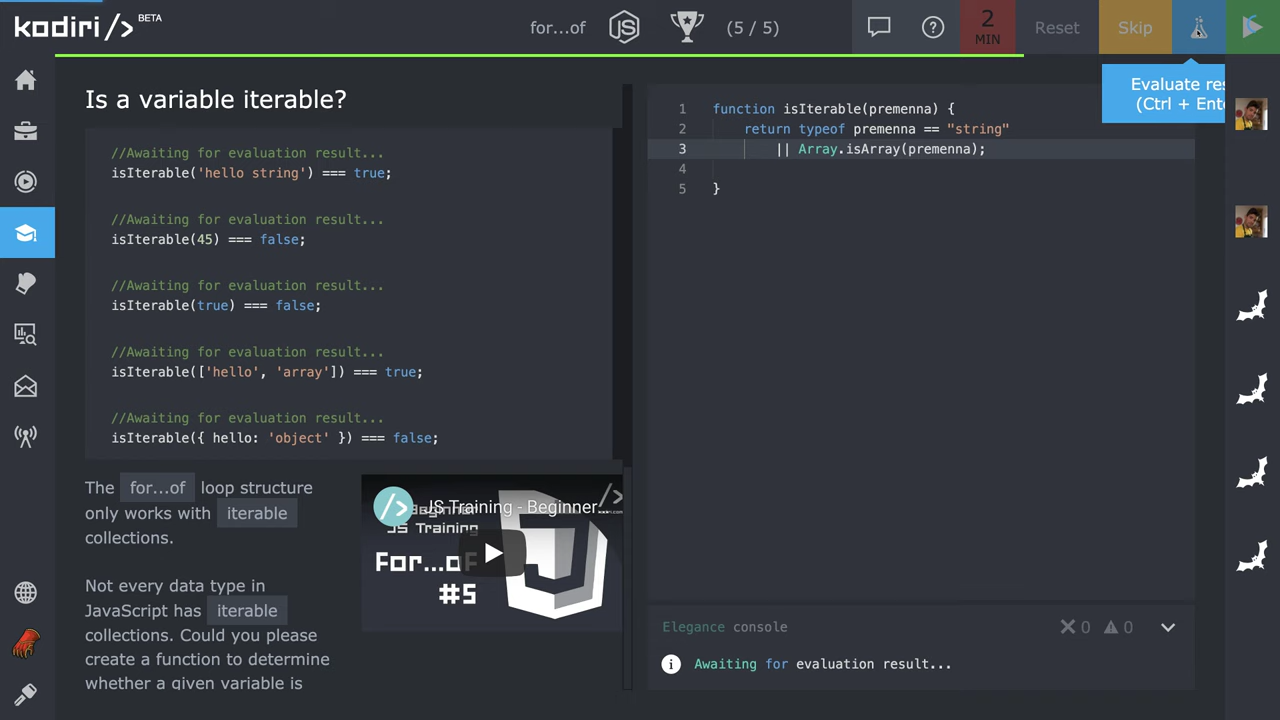 kodiri/> BETA
for...of
JS
(5 / 5)
2
MIN
Reset
Skip
Evaluate
(Ctrl +
Is a variable iterable?
//Awaiting for evaluation result...
isIterable('hello string') === true;
//Awaiting for evaluation result...
isIterable(45) === false;
//Awaiting for evaluation result...
isIterable(true) === false;
//Awaiting for evaluation result...
isIterable(['hello', 'array']) === true;
//Awaiting for evaluation result...
isIterable({ hello: 'object' }) === false;
The for...of loop structure
only works with iterable
collections.
Not every data type in
JavaScript has iterable
collections. Could you please
create a function to determine
whether a given variable is
JS Training - Beginner
Beginner
JS Training
For...of
#5
1 function isIterable(premenna) {
2 return typeof premenna == "string"
3 || Array.isArray(premenna);
4
5 }
Elegance console
0
0
Awaiting for evaluation result...